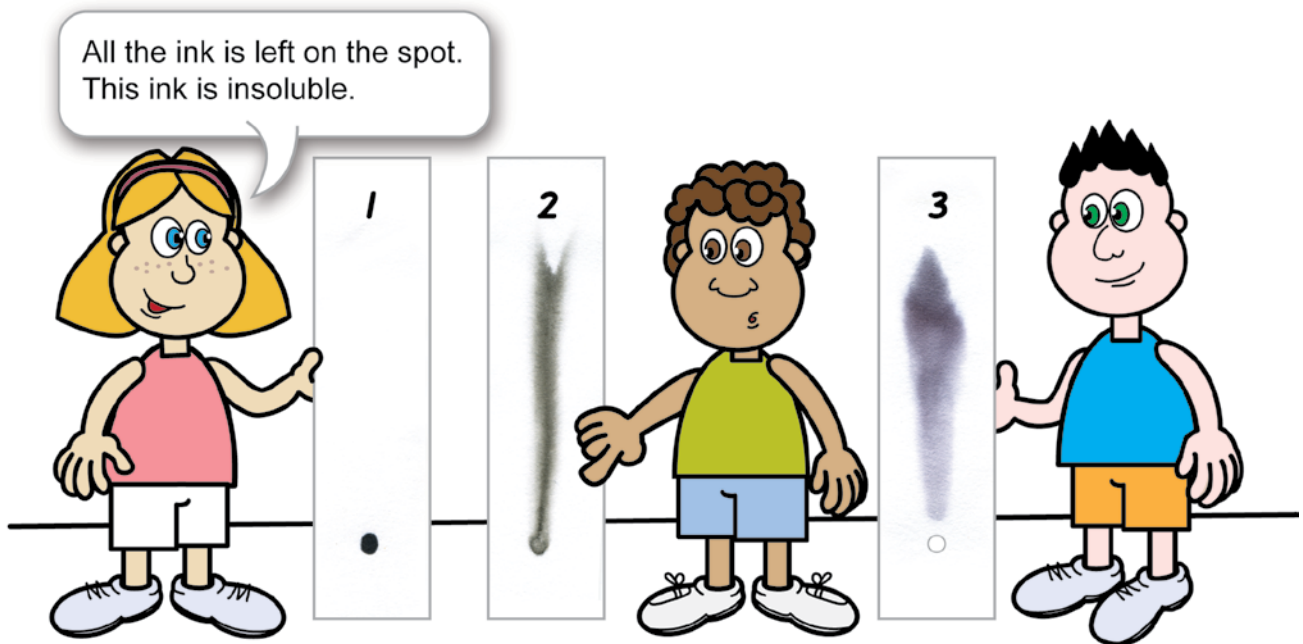 All the ink is left on the spot.
This ink is insoluble.
1
2
3